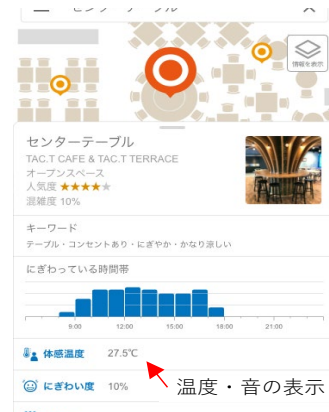 情報を表示
センターテーブル
TAC.T CAFE & TAC.T TERRACE
オープンスペース
人気度 ★★★★★
混雑度 10%
キーワード
テーブル・コンセントあり・にぎやか・かなり涼しい
にぎわっている時間帯
9:00 12:00 15:00 18:00 21:00
体感温度 27.5℃
にぎわい度 10%
温度・音の表示